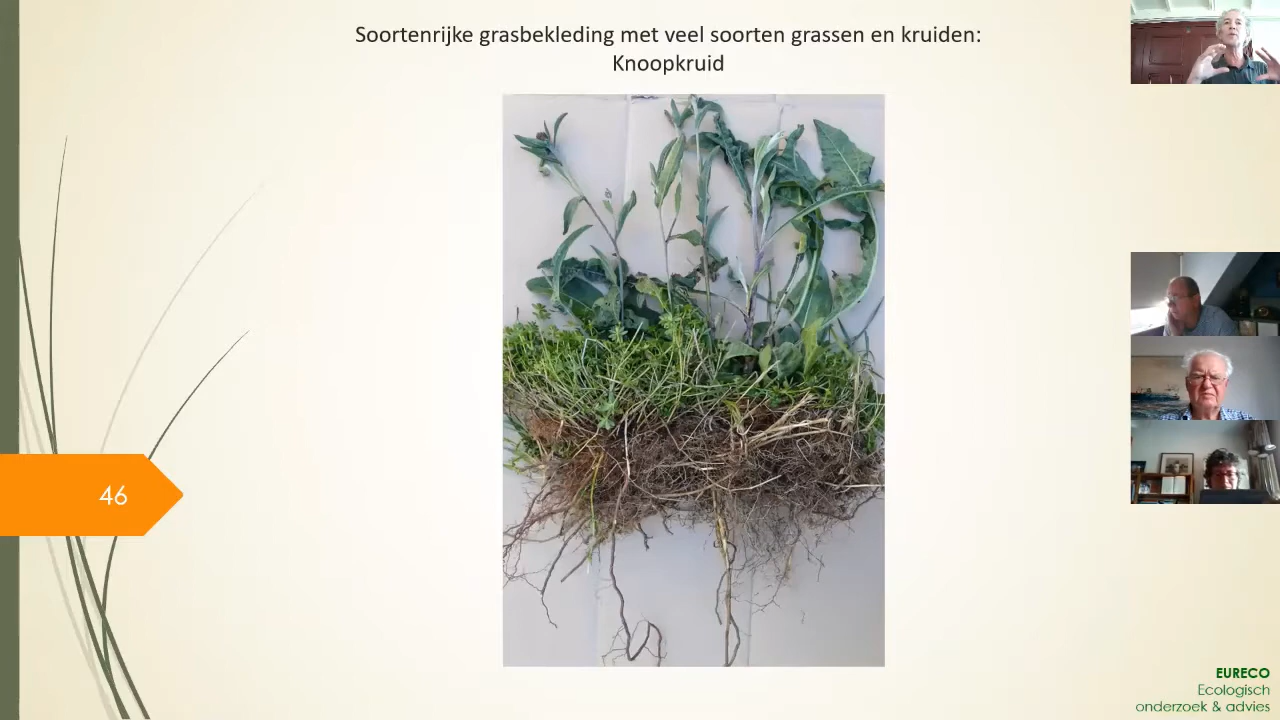 Soortenrijke grasbekleding met veel soorten grassen en kruiden:
Knoopkruid
46
EURECO
Ecologisch
onderzoek & advies